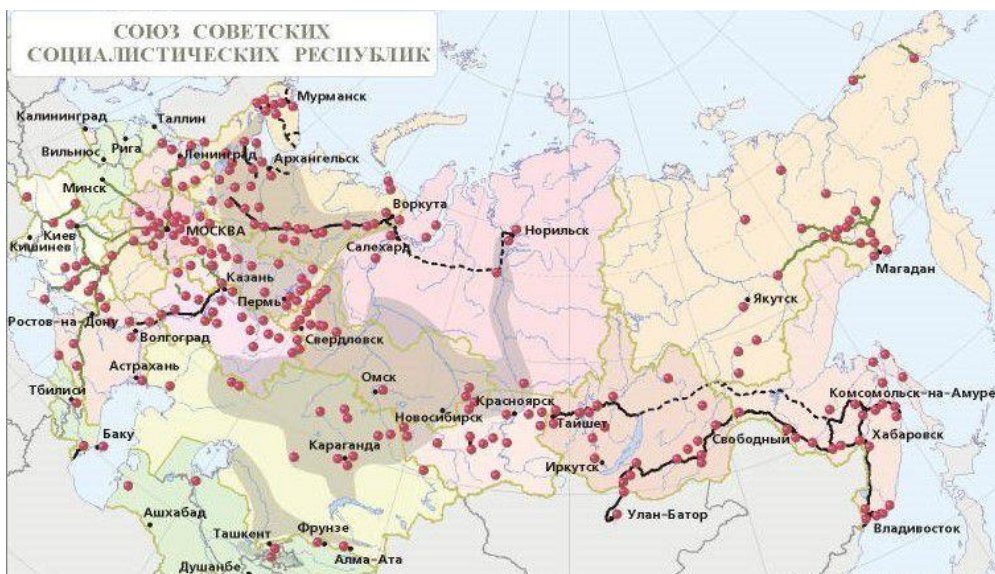 СОЮЗ СОВЕТСКИХ
СОЦИАЛИСТИЧЕСКИХ РЕСПУБЛИК
Мурманск
Калининград
Таллин
Рига
Ленинград
Вильнюс
Архангельск
Минск
Воркута
Киев
МОСКВА
Норильск
Кишинев
Салехард
Магадан
Казань
Пермь
Якутск
Ростов-на-Дону
Волгоград
Свердловск
Астрахань
Омск
Тбилиси
Красноярск
Комсомольск-на-Амуре
Новосибирск
Тайшет
Баку
Караганда
Свободный
Хабаровск
Иркутск
Улан-Батор
Ашхабад
Ташкент
Фрунзе
Владивосток
Алма-Ата
Душанбе